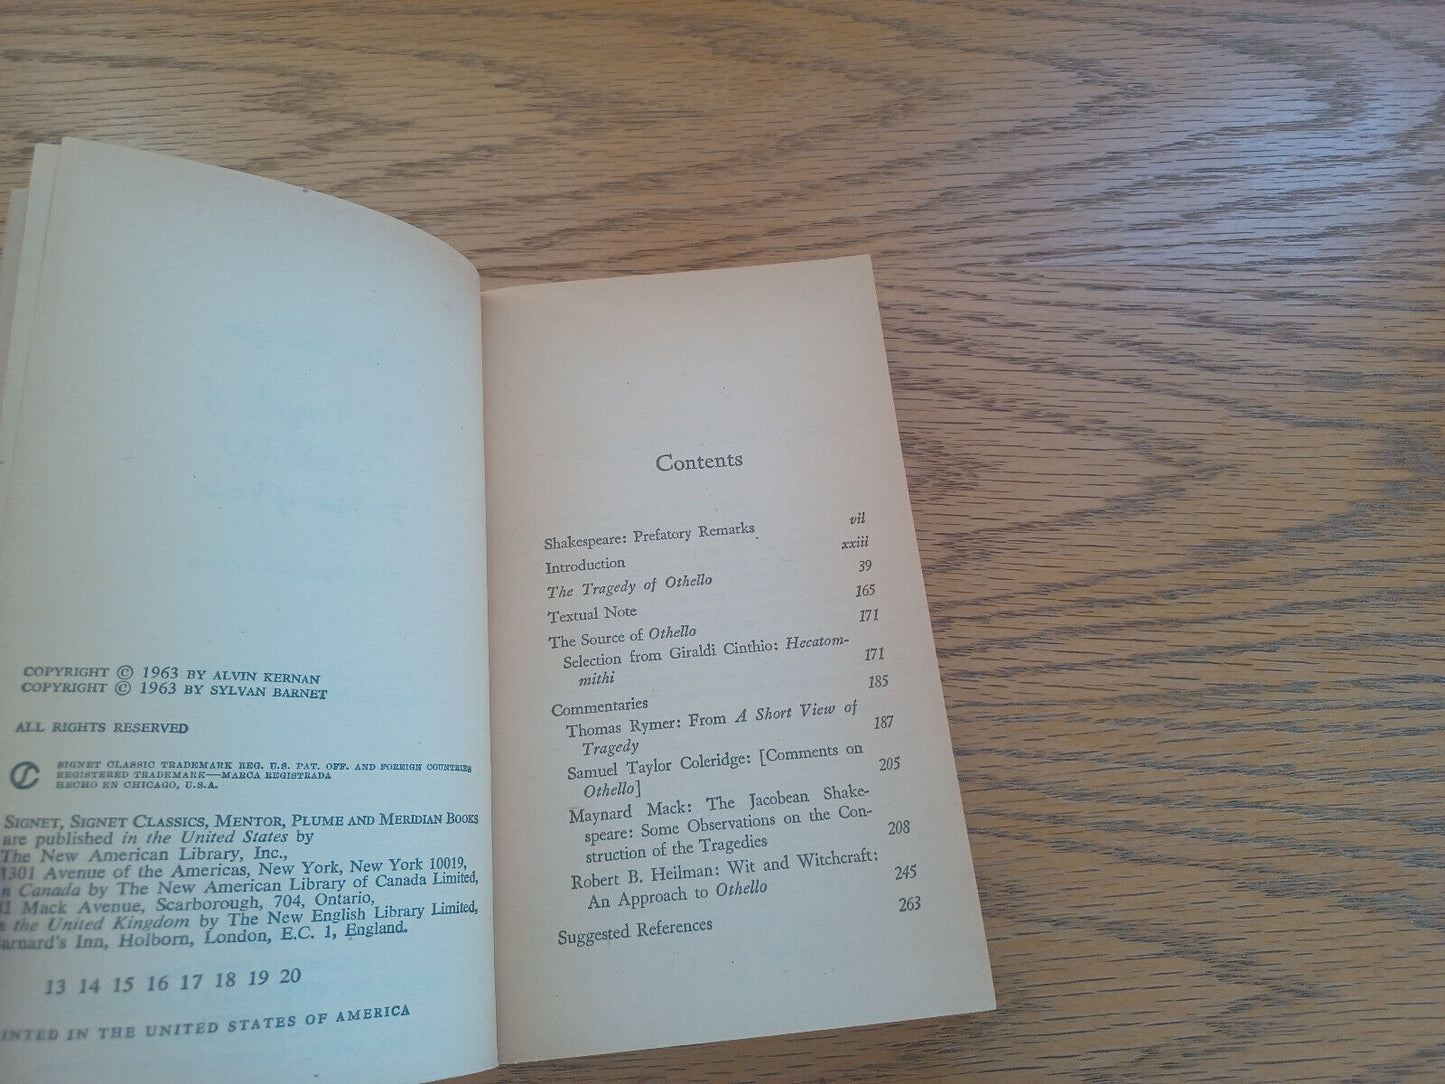 COPYRIGHT © 1963 BY ALVIN KERNAN
COPYRIGHT © 1963 BY SYLVAN BARNET
ALL RIGHTS RESERVED
SIGNET CLASSIC TRADEMARK REG. U.S. PAT. OFF. AND FOREIGN COUNTRIES
REGISTERED TRADEMARK—MARCA REGISTRADA
HECHO EN CHICAGO, U.S.A.
SIGNET, SIGNET CLASSICS, MENTOR, PLUME AND MERIDIAN BOOKS
are published in the United States by
The New American Library, Inc.,
1301 Avenue of the Americas, New York, New York 10019,
in Canada by The New American Library of Canada Limited,
81 Mack Avenue, Scarborough, 704, Ontario,
in the United Kingdom by The New English Library Limited,
Barnard's Inn, Holborn, London, E.C. 1, England.
13 14 15 16 17 18 19 20
PRINTED IN THE UNITED STATES OF AMERICA
Contents
Shakespeare: Prefatory Remarks vii
Introduction xxiii
The Tragedy of Othello 39
Textual Note 165
The Source of Othello 171
Selection from Giraldi Cinthio: Hecatom-
mithi 171
Commentaries 185
Thomas Rymer: From A Short View of
Tragedy 187
Samuel Taylor Coleridge: [Comments on
Othello] 205
Maynard Mack: The Jacobean Shake-
speare: Some Observations on the Con-
struction of the Tragedies 208
Robert B. Heilman: Wit and Witchcraft:
An Approach to Othello 245
Suggested References 263